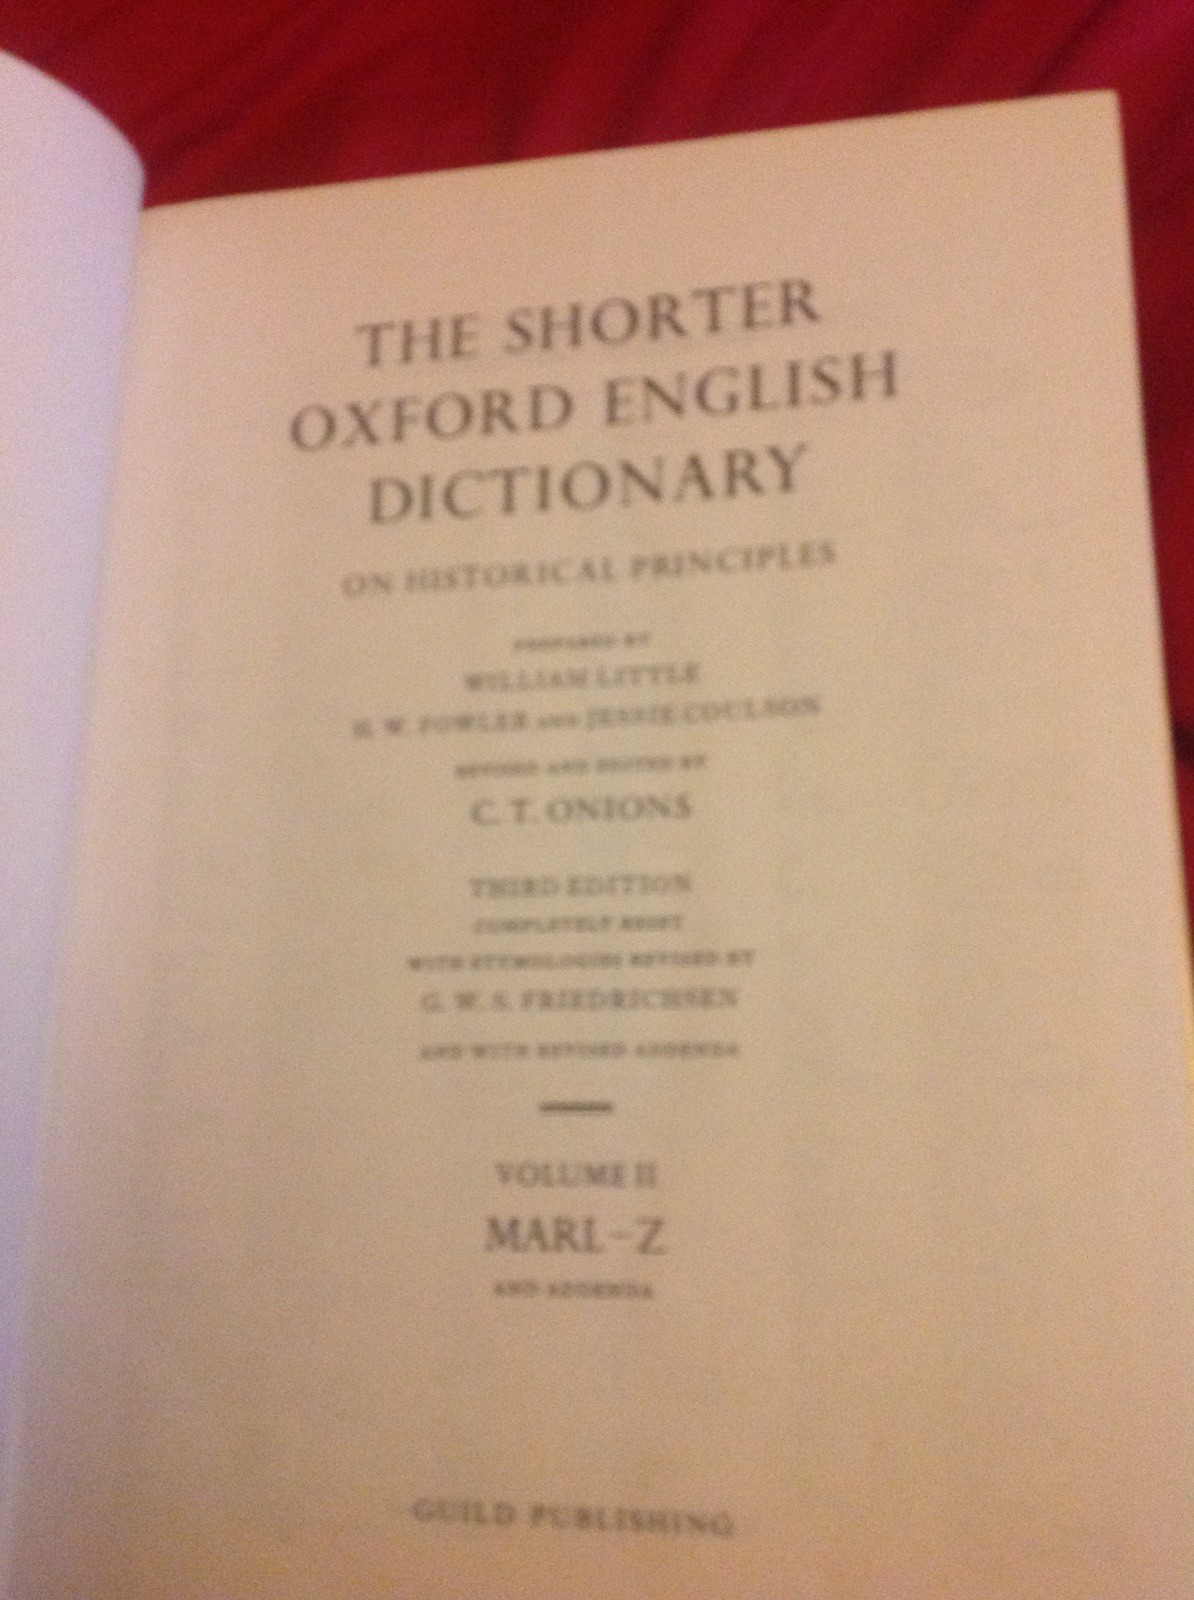 THE SHORTER
OXFORD ENGLISH
DICTIONARY
ON HISTORICAL PRINCIPLES
PREPARED BY
WILLIAM LITTLE
H. W. FOWLER AND JESSIE COULSON
REVISED AND EDITED BY
C. T. ONIONS
THIRD EDITION
COMPLETELY RESET
WITH ETYMOLOGIES REVISED BY
G. W. S. FRIEDRICHSEN
AND WITH REVISED ADDENDA
VOLUME II
MARL–Z
AND ADDENDA
GUILD PUBLISHING